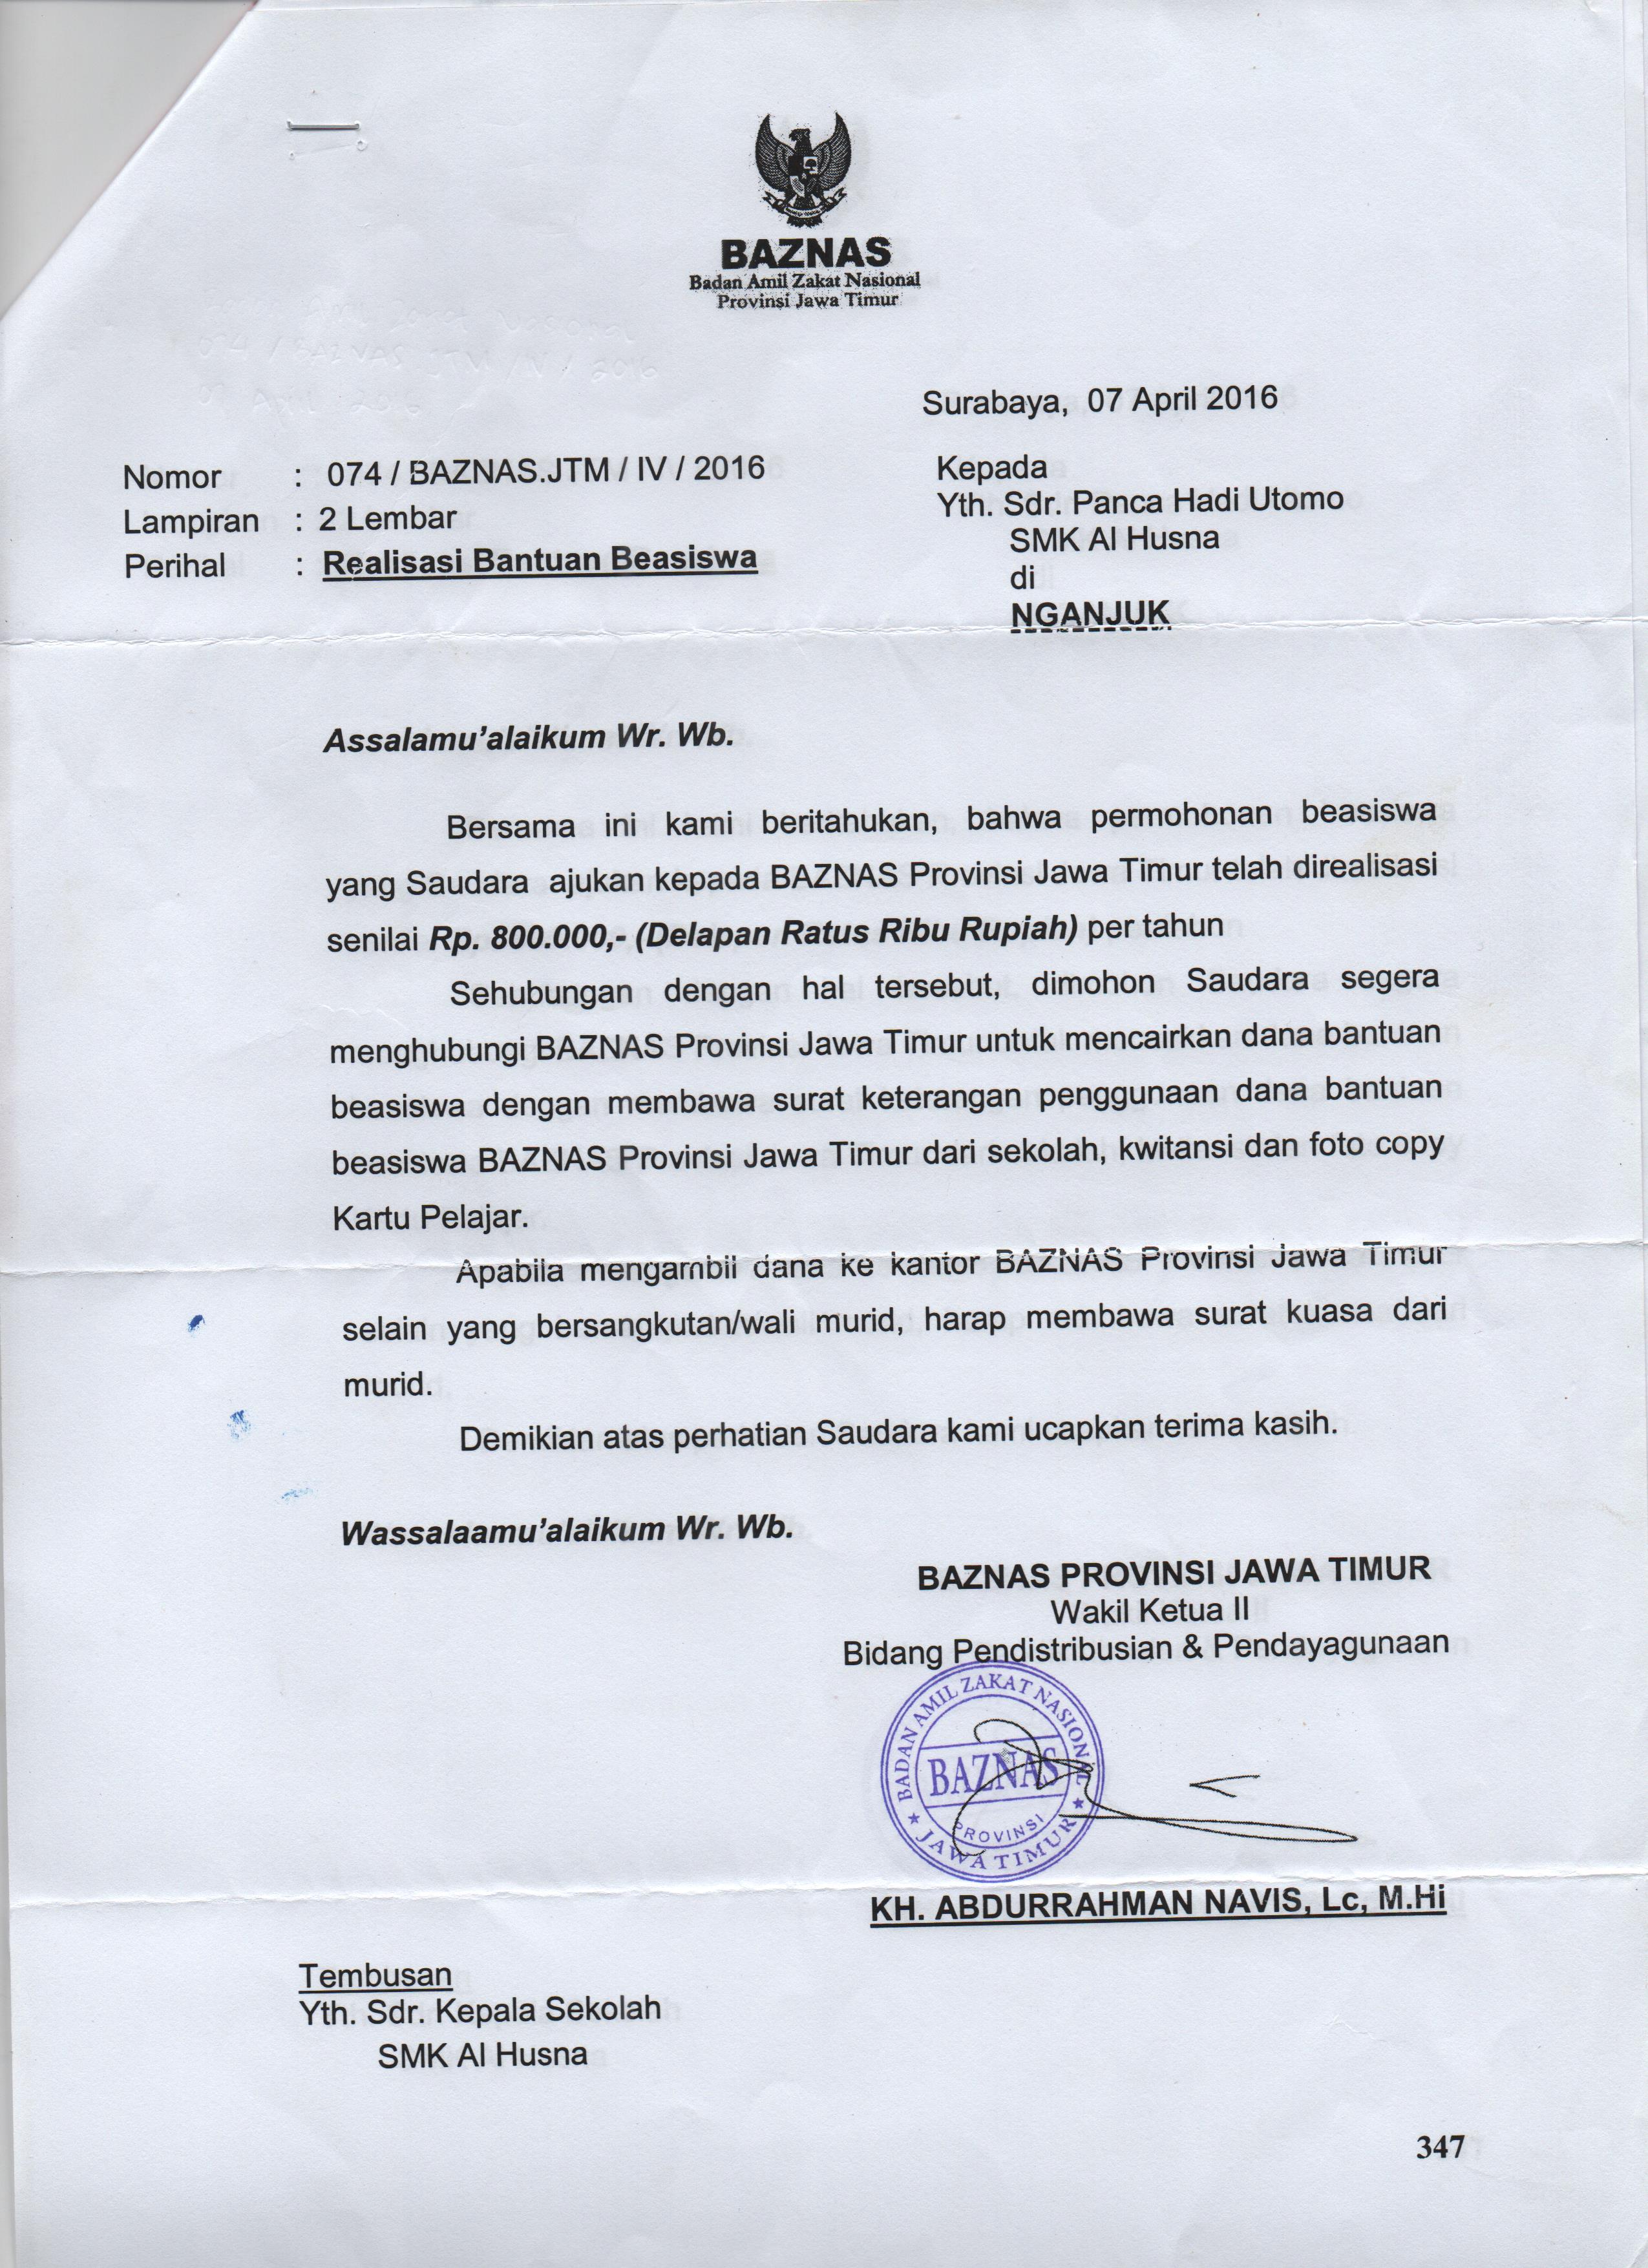 BAZNAS
Badan Amil Zakat Nasional
Provinsi Jawa Timur
Surabaya, 07 April 2016
Nomor : 074 / BAZNAS.JTM / IV / 2016
Lampiran : 2 Lembar
Perihal : Realisasi Bantuan Beasiswa
Kepada
Yth. Sdr. Panca Hadi Utomo
SMK Al Husna
di
NGANJUK
Assalamu'alaikum Wr. Wb.
Bersama ini kami beritahukan, bahwa permohonan beasiswa
yang Saudara ajukan kepada BAZNAS Provinsi Jawa Timur telah direalisasi
senilai Rp. 800.000,- (Delapan Ratus Ribu Rupiah) per tahun
Sehubungan dengan hal tersebut, dimohon Saudara segera
menghubungi BAZNAS Provinsi Jawa Timur untuk mencairkan dana bantuan
beasiswa dengan membawa surat keterangan penggunaan dana bantuan
beasiswa BAZNAS Provinsi Jawa Timur dari sekolah, kwitansi dan foto copy
Kartu Pelajar.
Apabila mengambil dana ke kantor BAZNAS Provinsi Jawa Timur
selain yang bersangkutan/wali murid, harap membawa surat kuasa dari
murid.
Demikian atas perhatian Saudara kami ucapkan terima kasih.
Wassalaamu'alaikum Wr. Wb.
BAZNAS PROVINSI JAWA TIMUR
Wakil Ketua II
Bidang Pendistribusian & Pendayagunaan
BADAN AMIL ZAKAT NASIONAL
BAZNAS
PROVINSI
JAWA TIMUR
KH. ABDURRAHMAN NAVIS, Lc, M.Hi
Tembusan
Yth. Sdr. Kepala Sekolah
SMK Al Husna
347